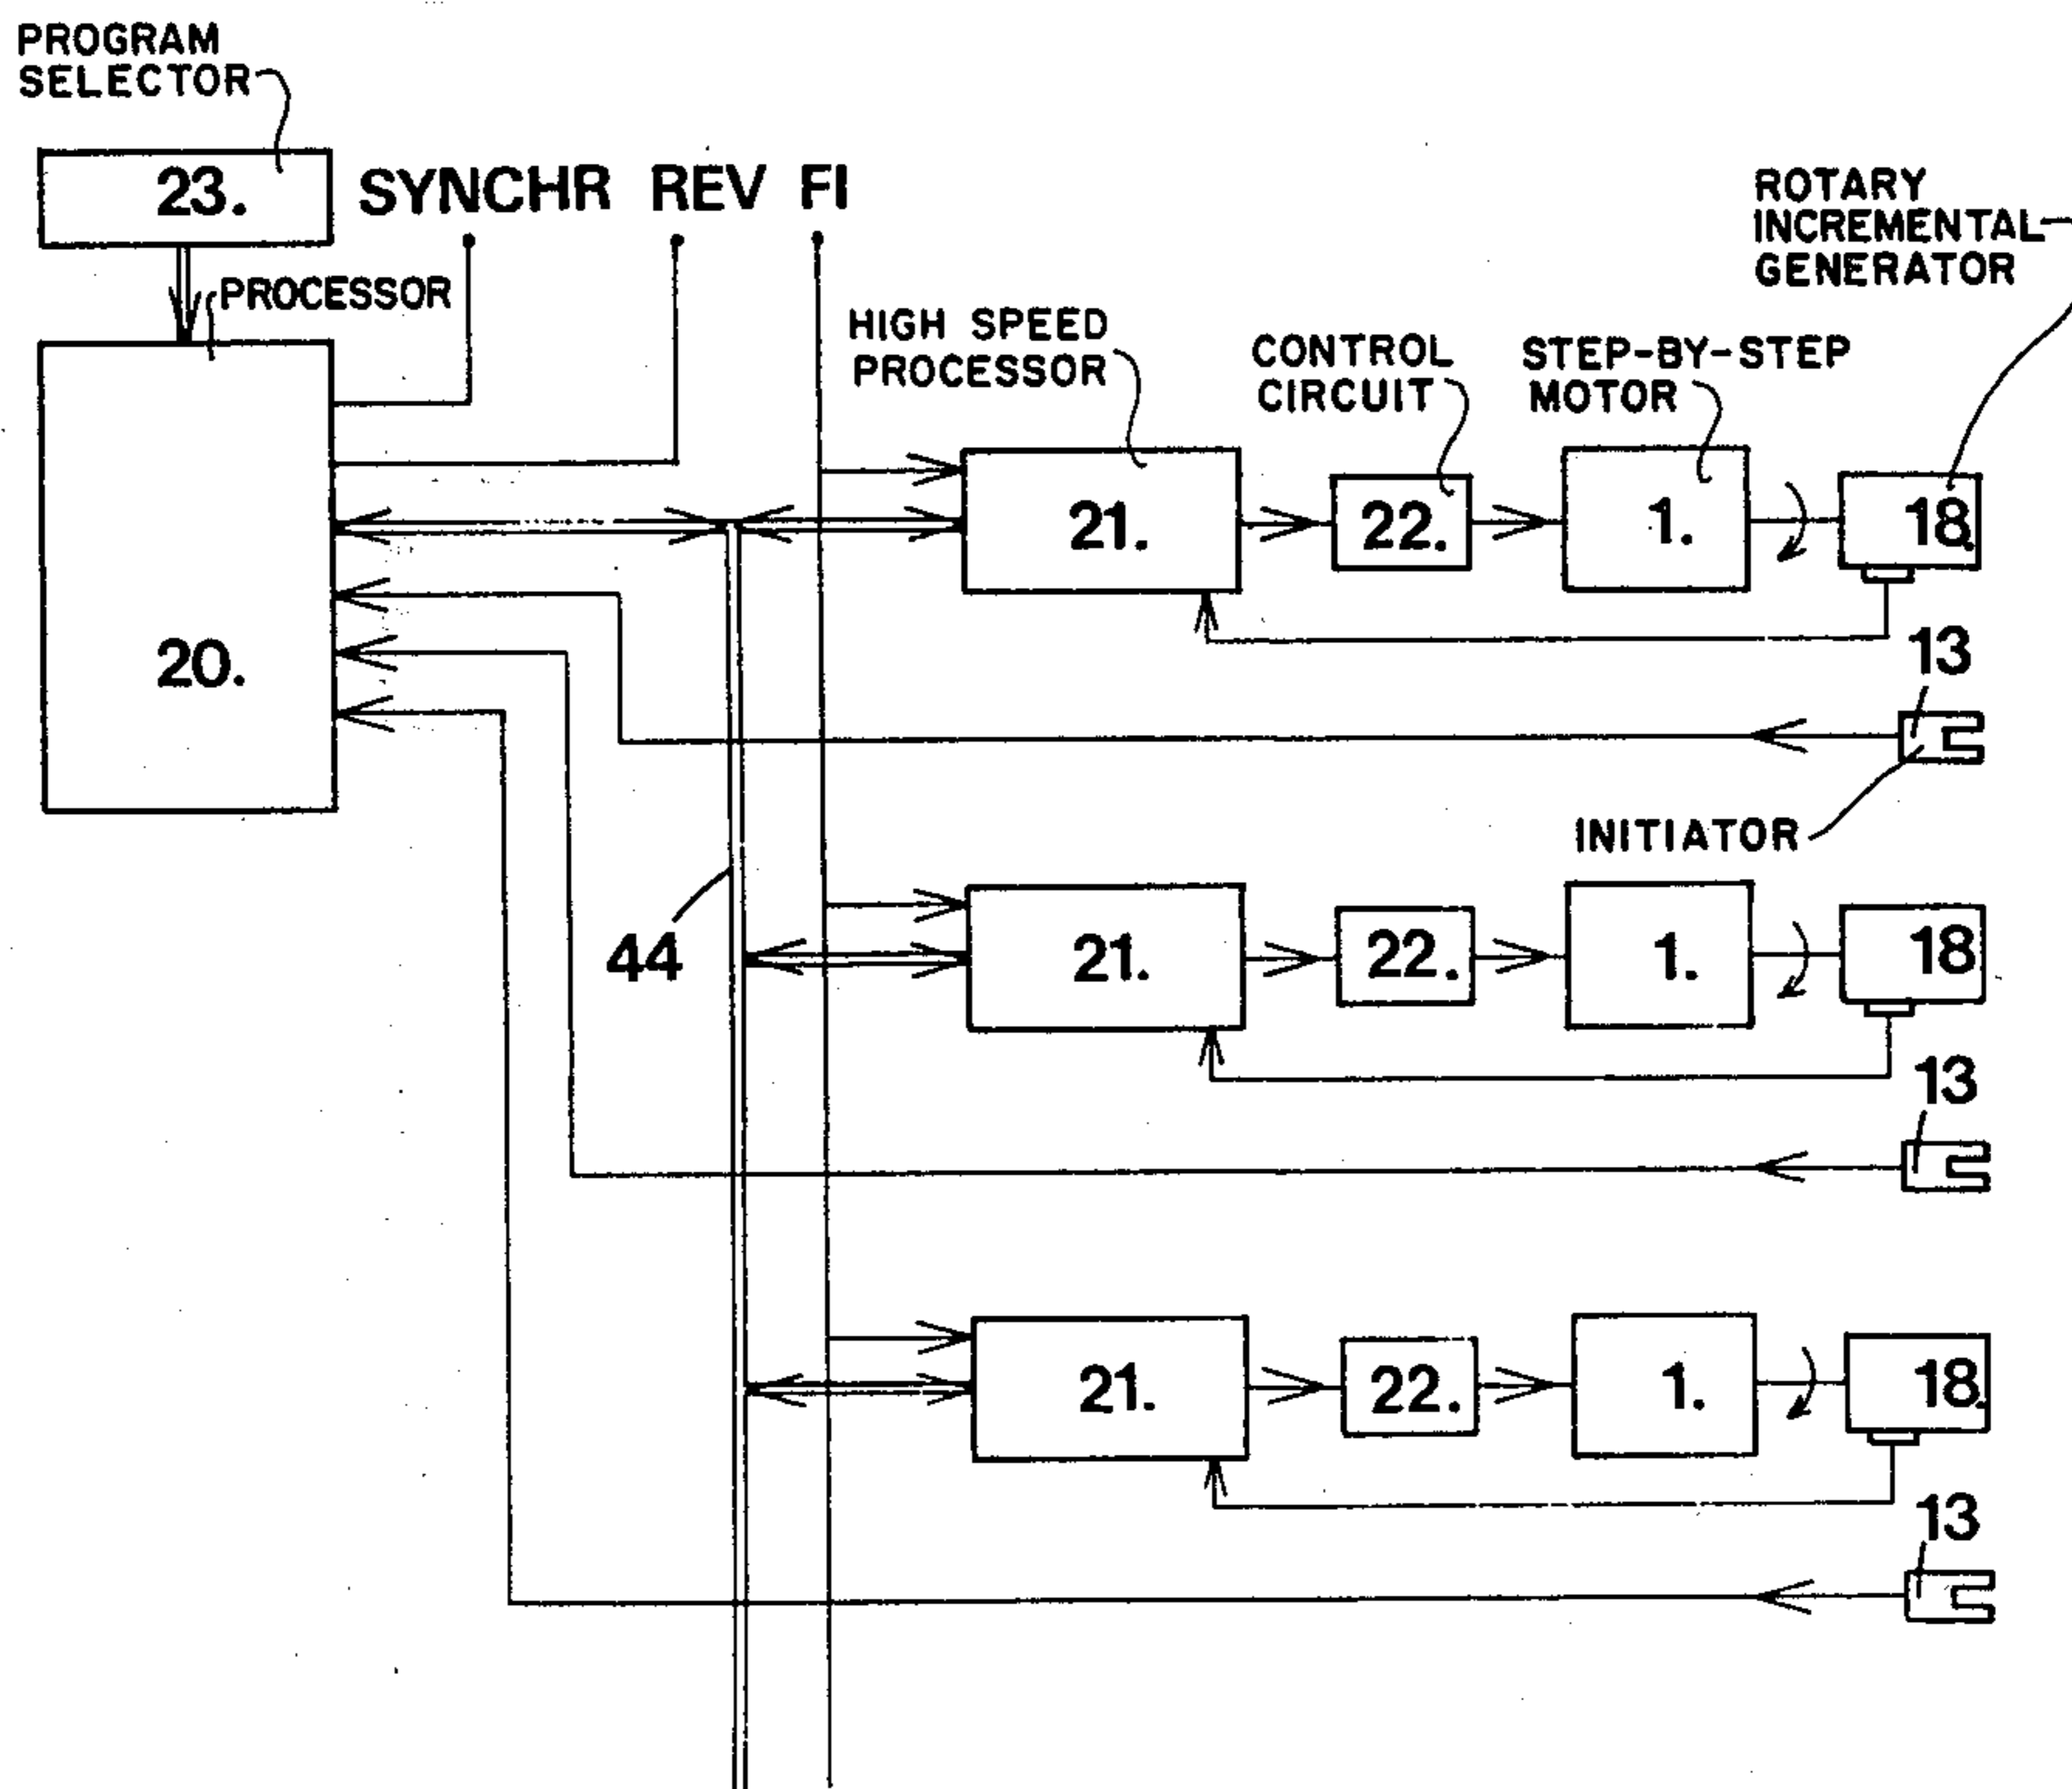 PROGRAM
SELECTOR
23.
SYNCHR REV FI
PROCESSOR
20.
ROTARY
INCREMENTAL
GENERATOR
HIGH SPEED
PROCESSOR
CONTROL
CIRCUIT
STEP-BY-STEP
MOTOR
21.
22.
1.
18.
13
INITIATOR
44
21.
22.
1.
18
13
21.
22.
1.
18.
13